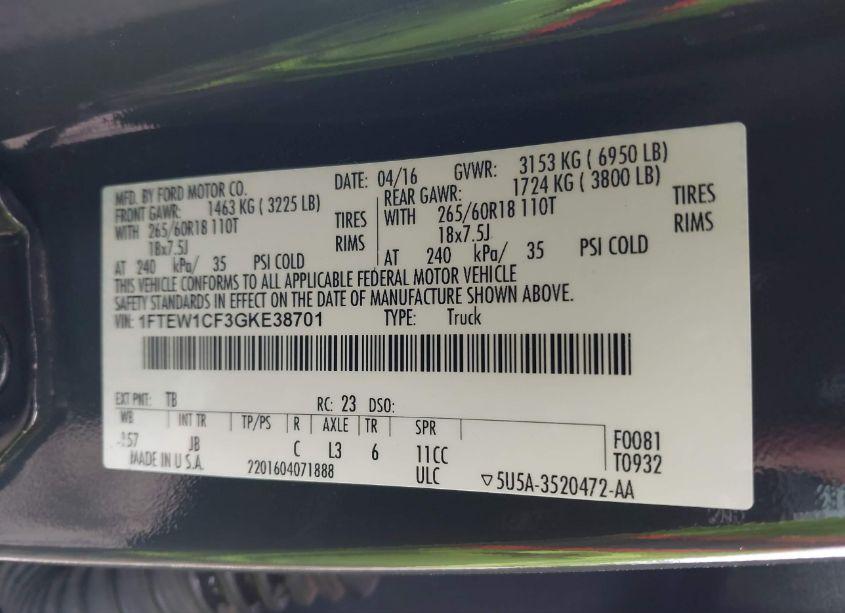 MFD. BY FORD MOTOR CO. DATE: 04/16 GVWR: 3153 KG ( 6950 LB)
FRONT GAWR: 1463 KG ( 3225 LB) REAR GAWR: 1724 KG ( 3800 LB)
WITH 265/60R18 110T TIRES WITH 265/60R18 110T TIRES
18x7.5J RIMS 18x7.5J RIMS
AT 240 kPa/ 35 PSI COLD AT 240 kPa/ 35 PSI COLD
THIS VEHICLE CONFORMS TO ALL APPLICABLE FEDERAL MOTOR VEHICLE
SAFETY STANDARDS IN EFFECT ON THE DATE OF MANUFACTURE SHOWN ABOVE.
VIN: 1FTEW1CF3GKE38701 TYPE: Truck
EXT PNT: TB RC: 23 DSO:
WB INT TR TP/PS R AXLE TR SPR
JB C L3 6 11CC F0081
MADE IN U.S.A. 2201604071888 ULC T0932
▽5U5A-3520472-AA